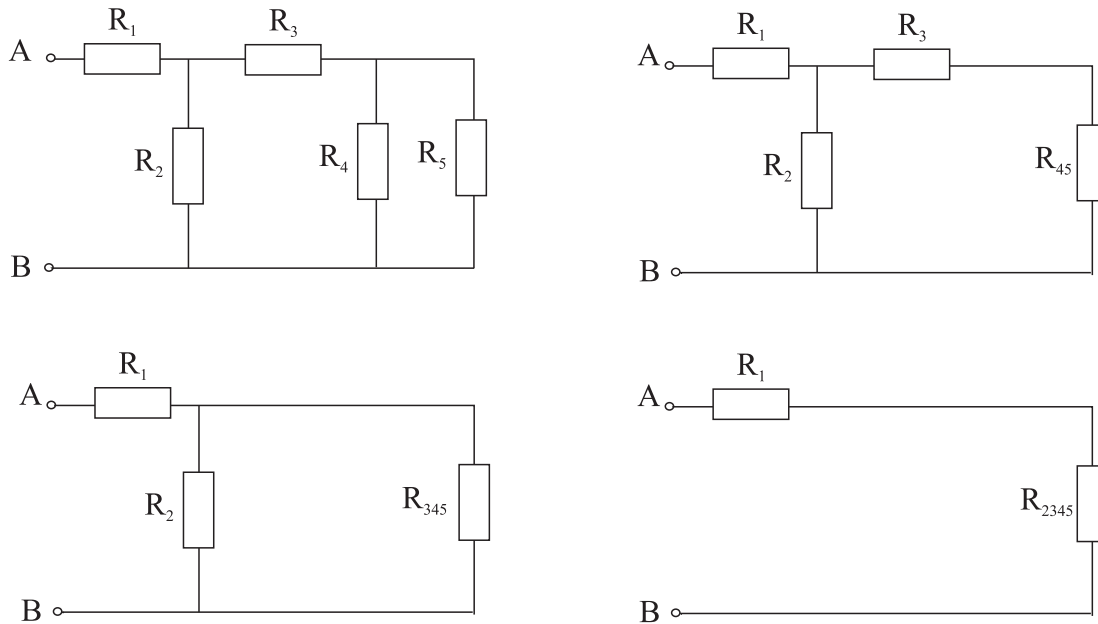 R₁ R₃
A
R₂ R₄ R₅
B
R₁ R₃
A
R₂ R₄₅
B
R₁
A
R₂ R₃₄₅
B
R₁
A
R₂₃₄₅
B